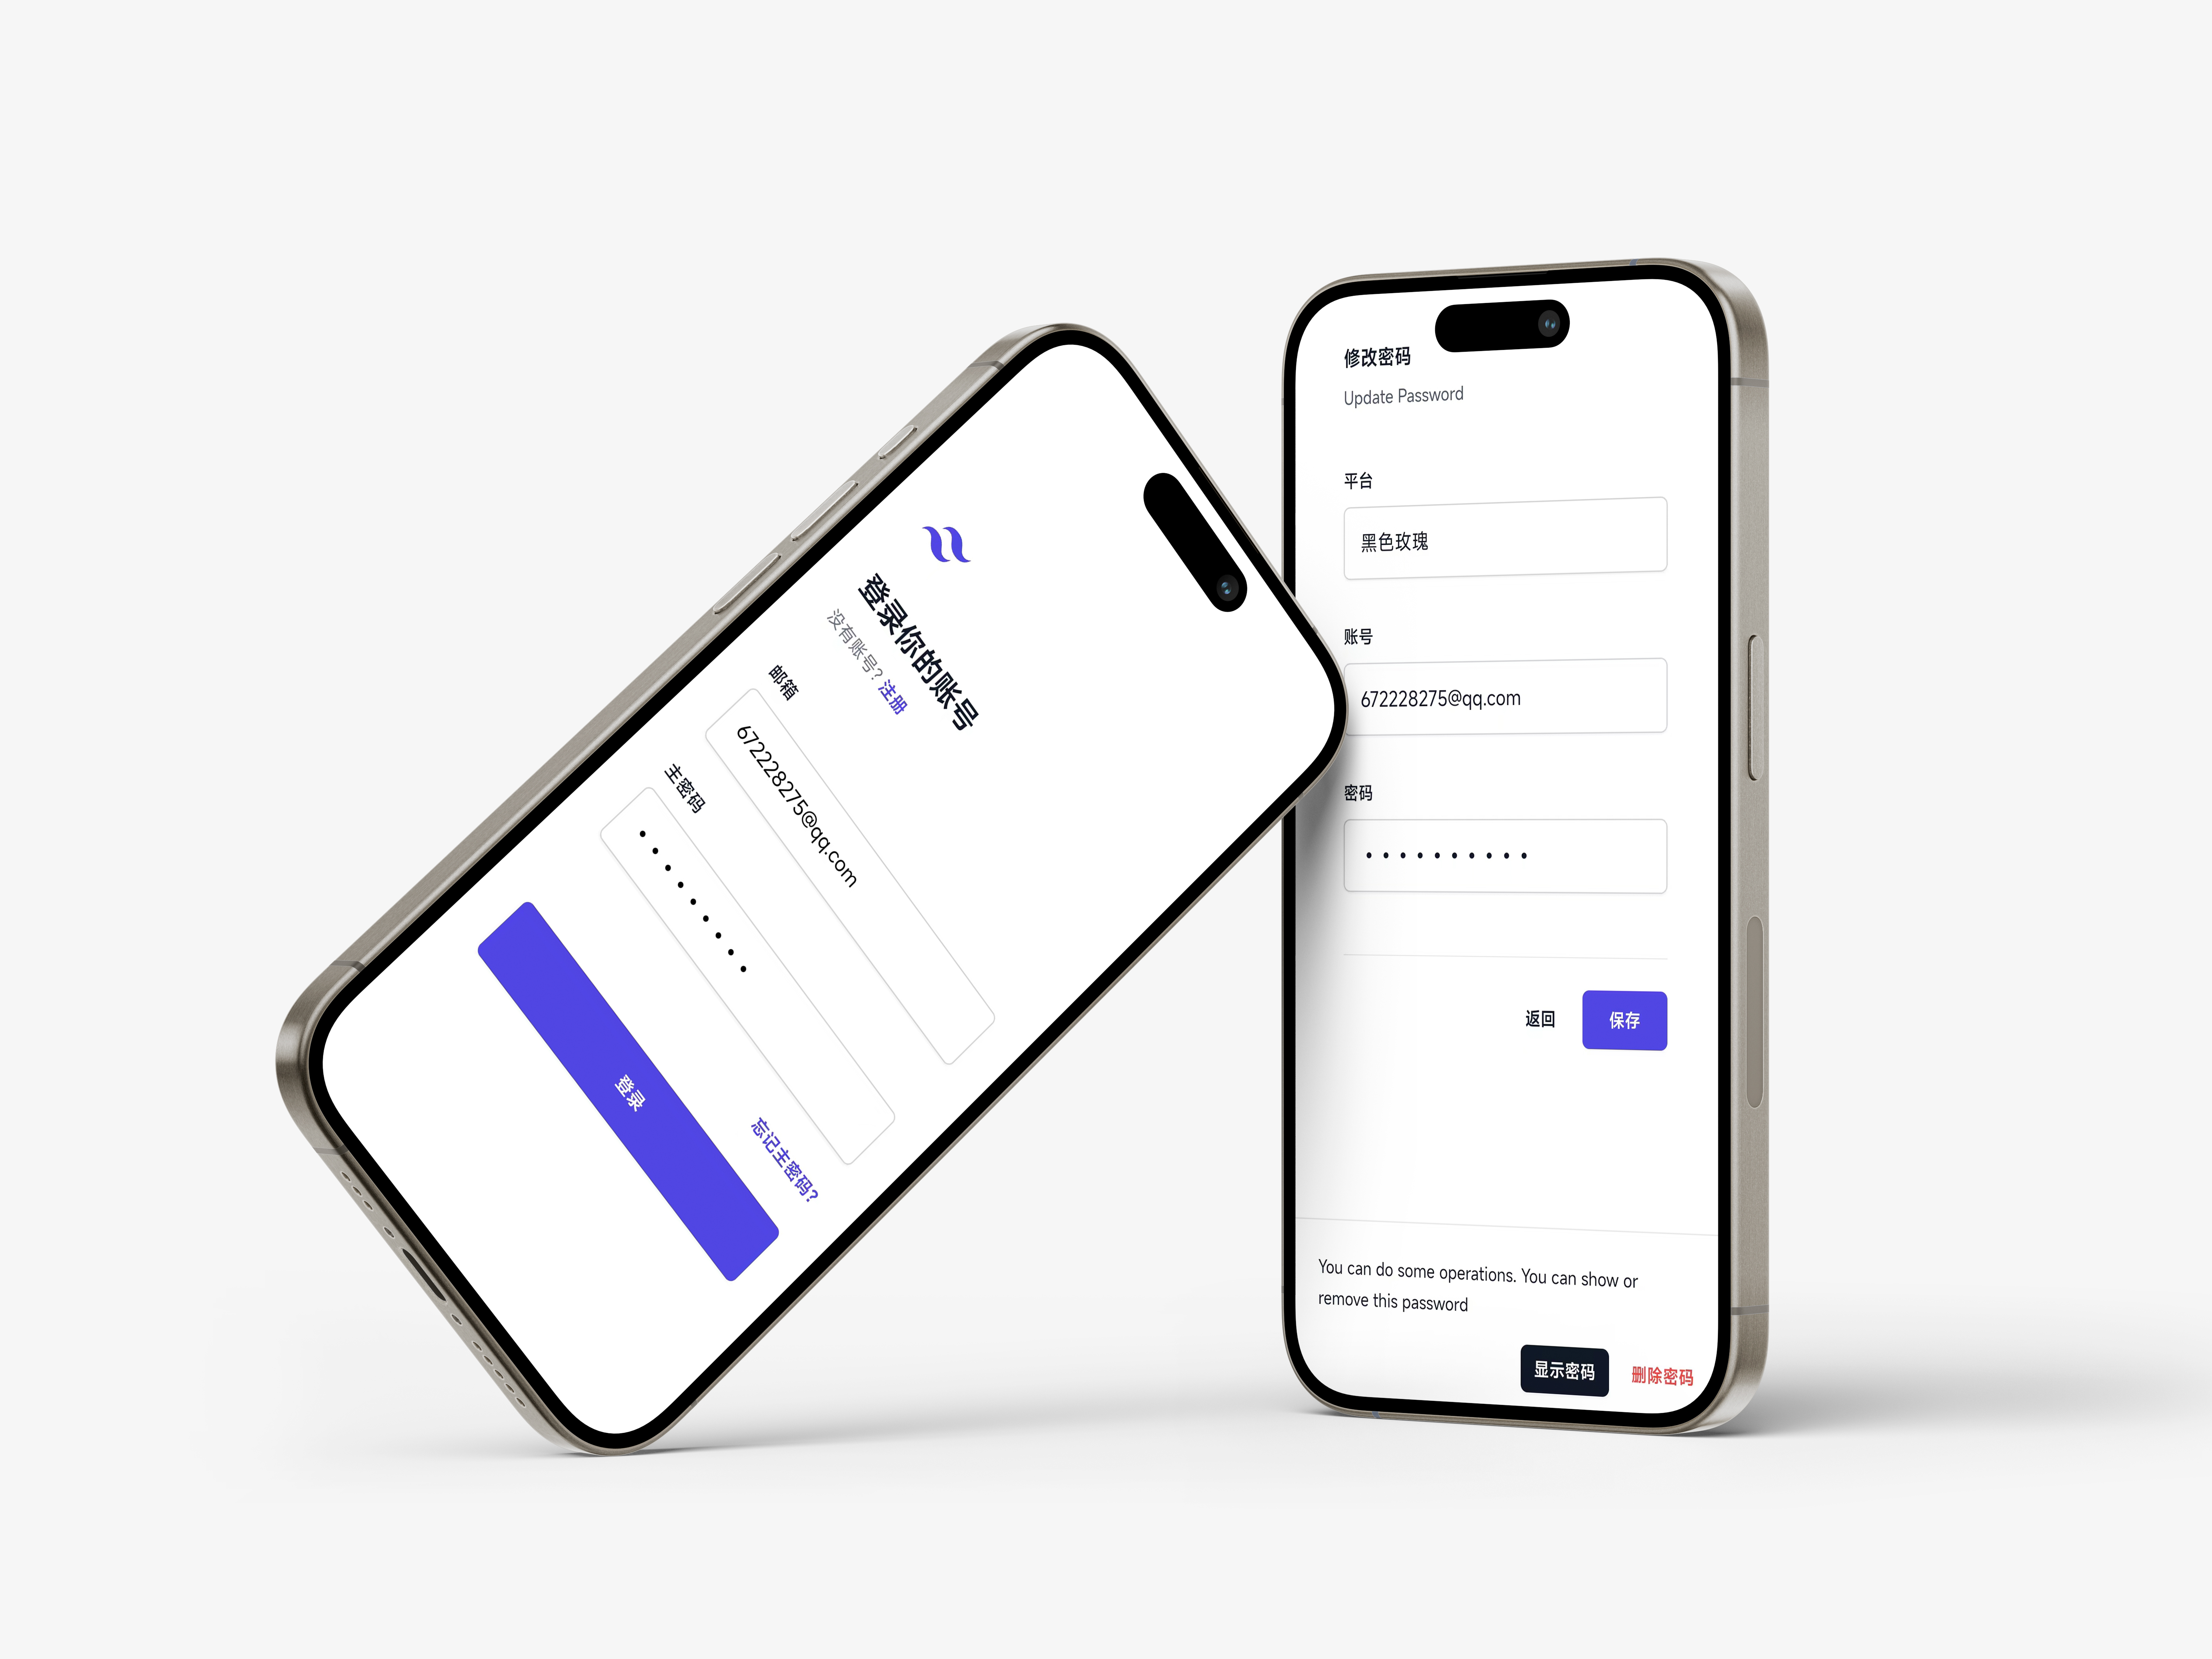 登录你的账号
没有账号？注册
邮箱
672228275@qq.com
主密码
忘记主密码？
登录
修改密码
Update Password
平台
黑色玫瑰
账号
672228275@qq.com
密码
返回
保存
You can do some operations. You can show or
remove this password
显示密码
删除密码